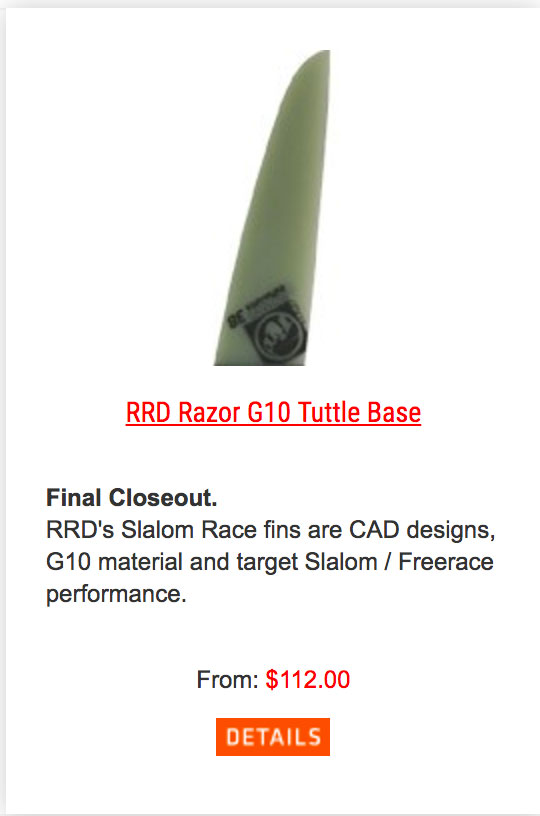 38
RRD Razor G10 Tuttle Base
Final Closeout.
RRD's Slalom Race fins are CAD designs,
G10 material and target Slalom / Freerace
performance.
From: $112.00
DETAILS